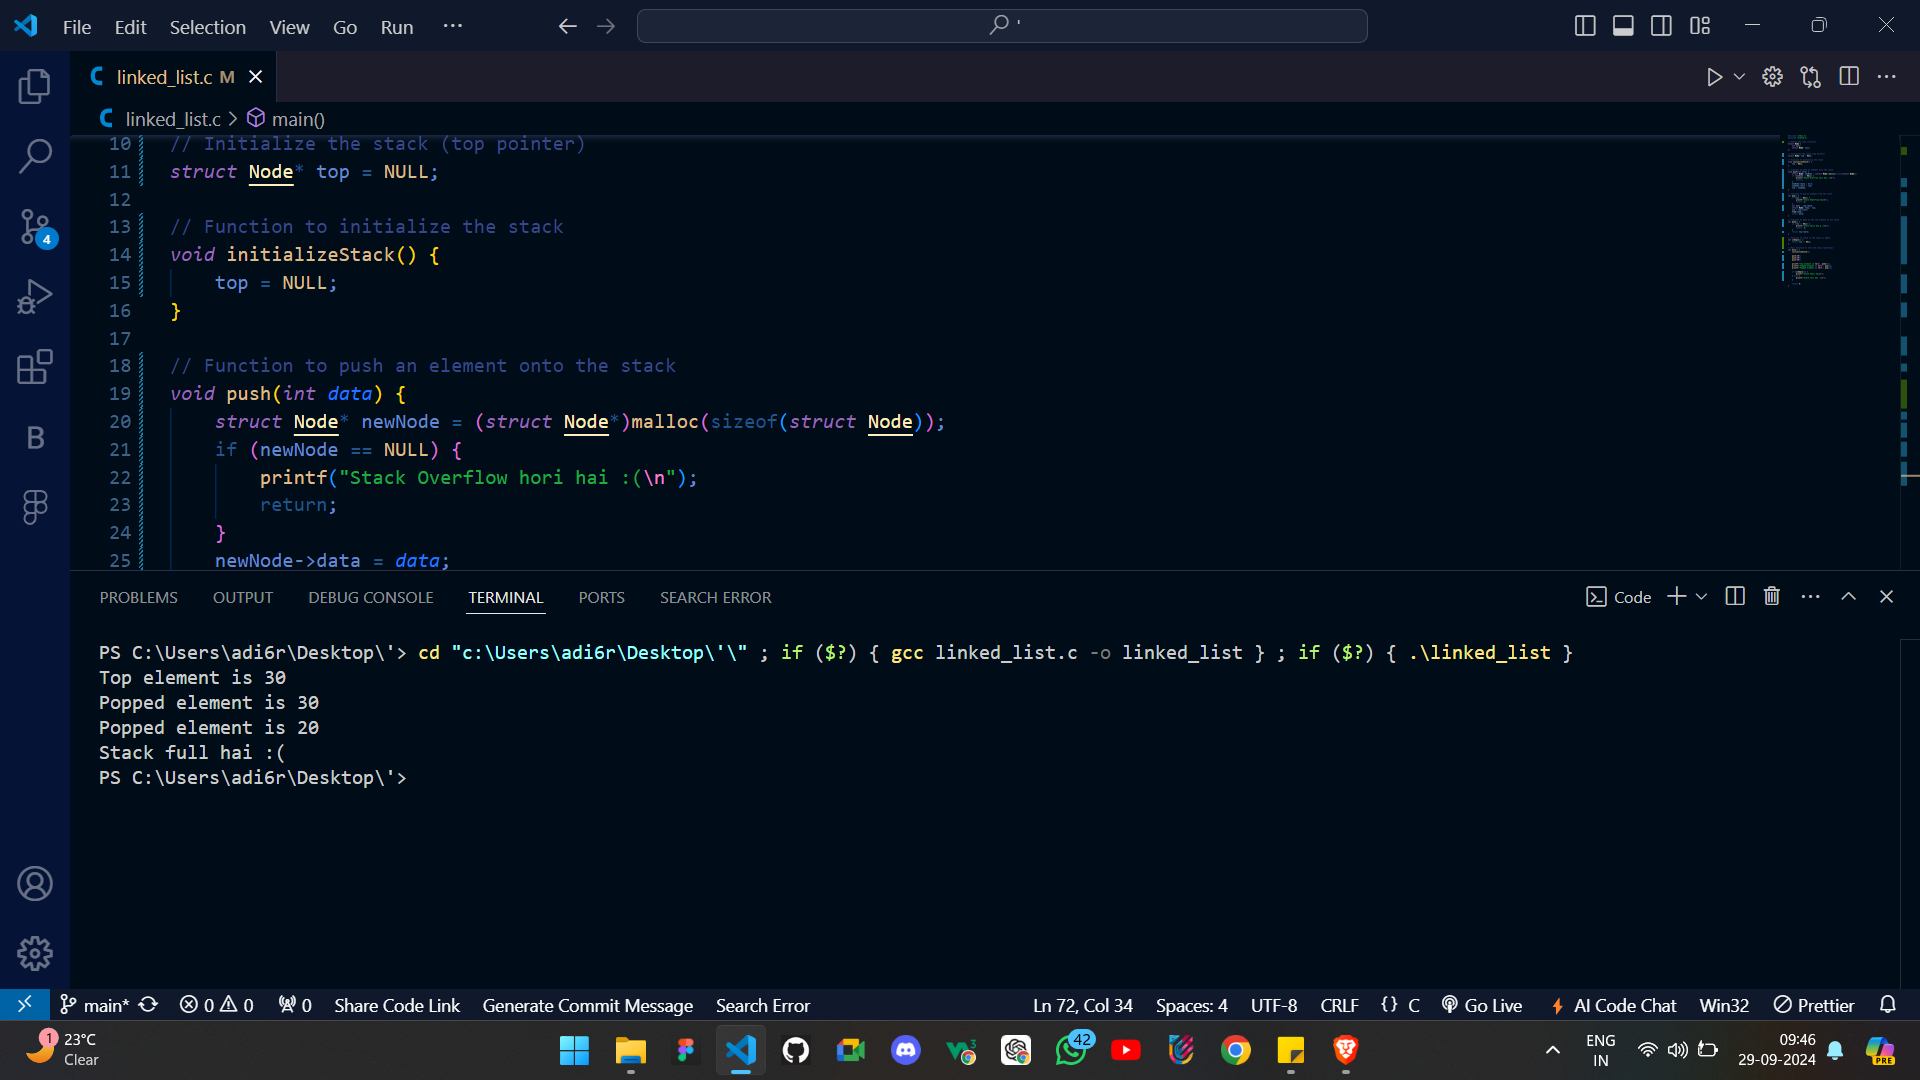 File Edit Selection View Go Run ··· '
linked_list.c M
linked_list.c > main()
10 // Initialize the stack (top pointer)
11 struct Node* top = NULL;
12
13 // Function to initialize the stack
14 void initializeStack() {
15 top = NULL;
16 }
17
18 // Function to push an element onto the stack
19 void push(int data) {
20 struct Node* newNode = (struct Node*)malloc(sizeof(struct Node));
21 if (newNode == NULL) {
22 printf("Stack Overflow hori hai :(\n");
23 return;
24 }
25 newNode->data = data;
PROBLEMS OUTPUT DEBUG CONSOLE TERMINAL PORTS SEARCH ERROR Code
PS C:\Users\adi6r\Desktop\'> cd "c:\Users\adi6r\Desktop\'\" ; if ($?) { gcc linked_list.c -o linked_list } ; if ($?) { .\linked_list }
Top element is 30
Popped element is 30
Popped element is 20
Stack full hai :(
PS C:\Users\adi6r\Desktop\'>
4
B
main* 0 0 0 Share Code Link Generate Commit Message Search Error Ln 72, Col 34 Spaces: 4 UTF-8 CRLF {} C Go Live AI Code Chat Win32 Prettier
1 23°C
Clear
3
42
ENG
IN
09:46
29-09-2024
PRE